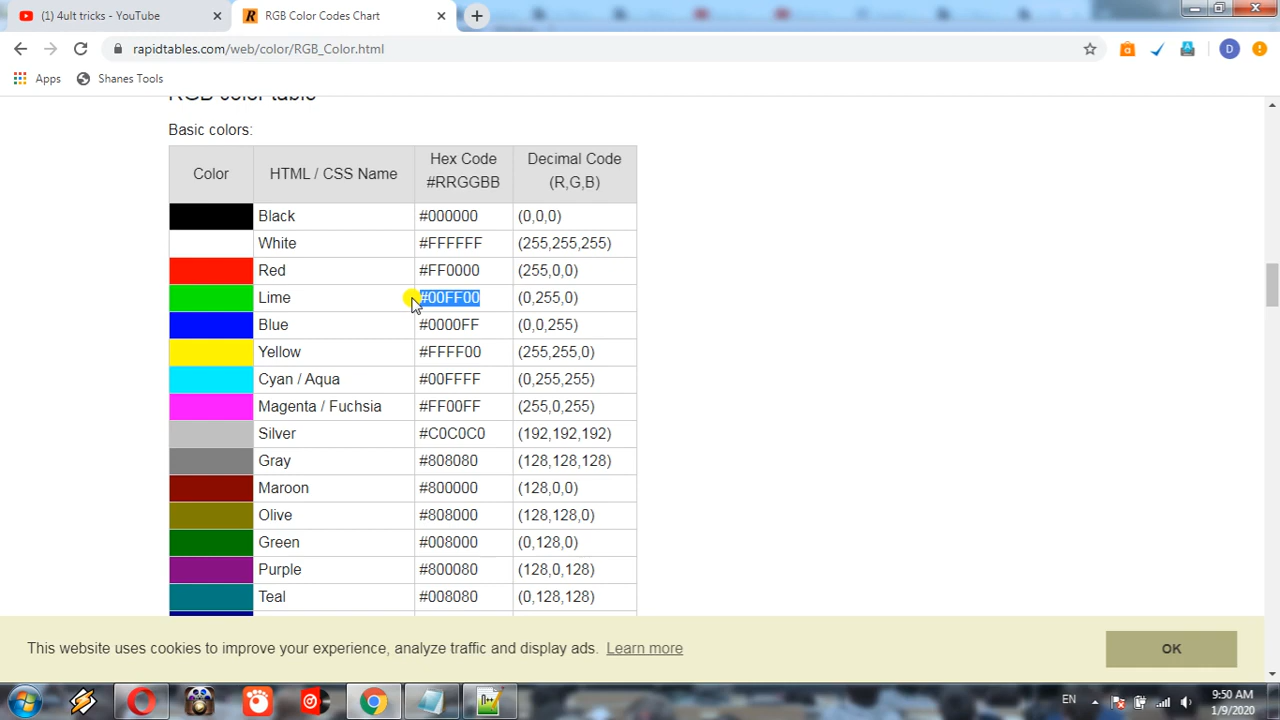 (1) 4ult tricks - YouTube
RGB Color Codes Chart
rapidtables.com/web/color/RGB_Color.html
D
Apps
Shanes Tools
RGB color table
Basic colors:
Color HTML / CSS Name Hex Code #RRGGBB Decimal Code (R,G,B)
Black #000000 (0,0,0)
White #FFFFFF (255,255,255)
Red #FF0000 (255,0,0)
Lime #00FF00 (0,255,0)
Blue #0000FF (0,0,255)
Yellow #FFFF00 (255,255,0)
Cyan / Aqua #00FFFF (0,255,255)
Magenta / Fuchsia #FF00FF (255,0,255)
Silver #C0C0C0 (192,192,192)
Gray #808080 (128,128,128)
Maroon #800000 (128,0,0)
Olive #808000 (128,128,0)
Green #008000 (0,128,0)
Purple #800080 (128,0,128)
Teal #008080 (0,128,128)
This website uses cookies to improve your experience, analyze traffic and display ads. Learn more
OK
EN
9:50 AM
1/9/2020